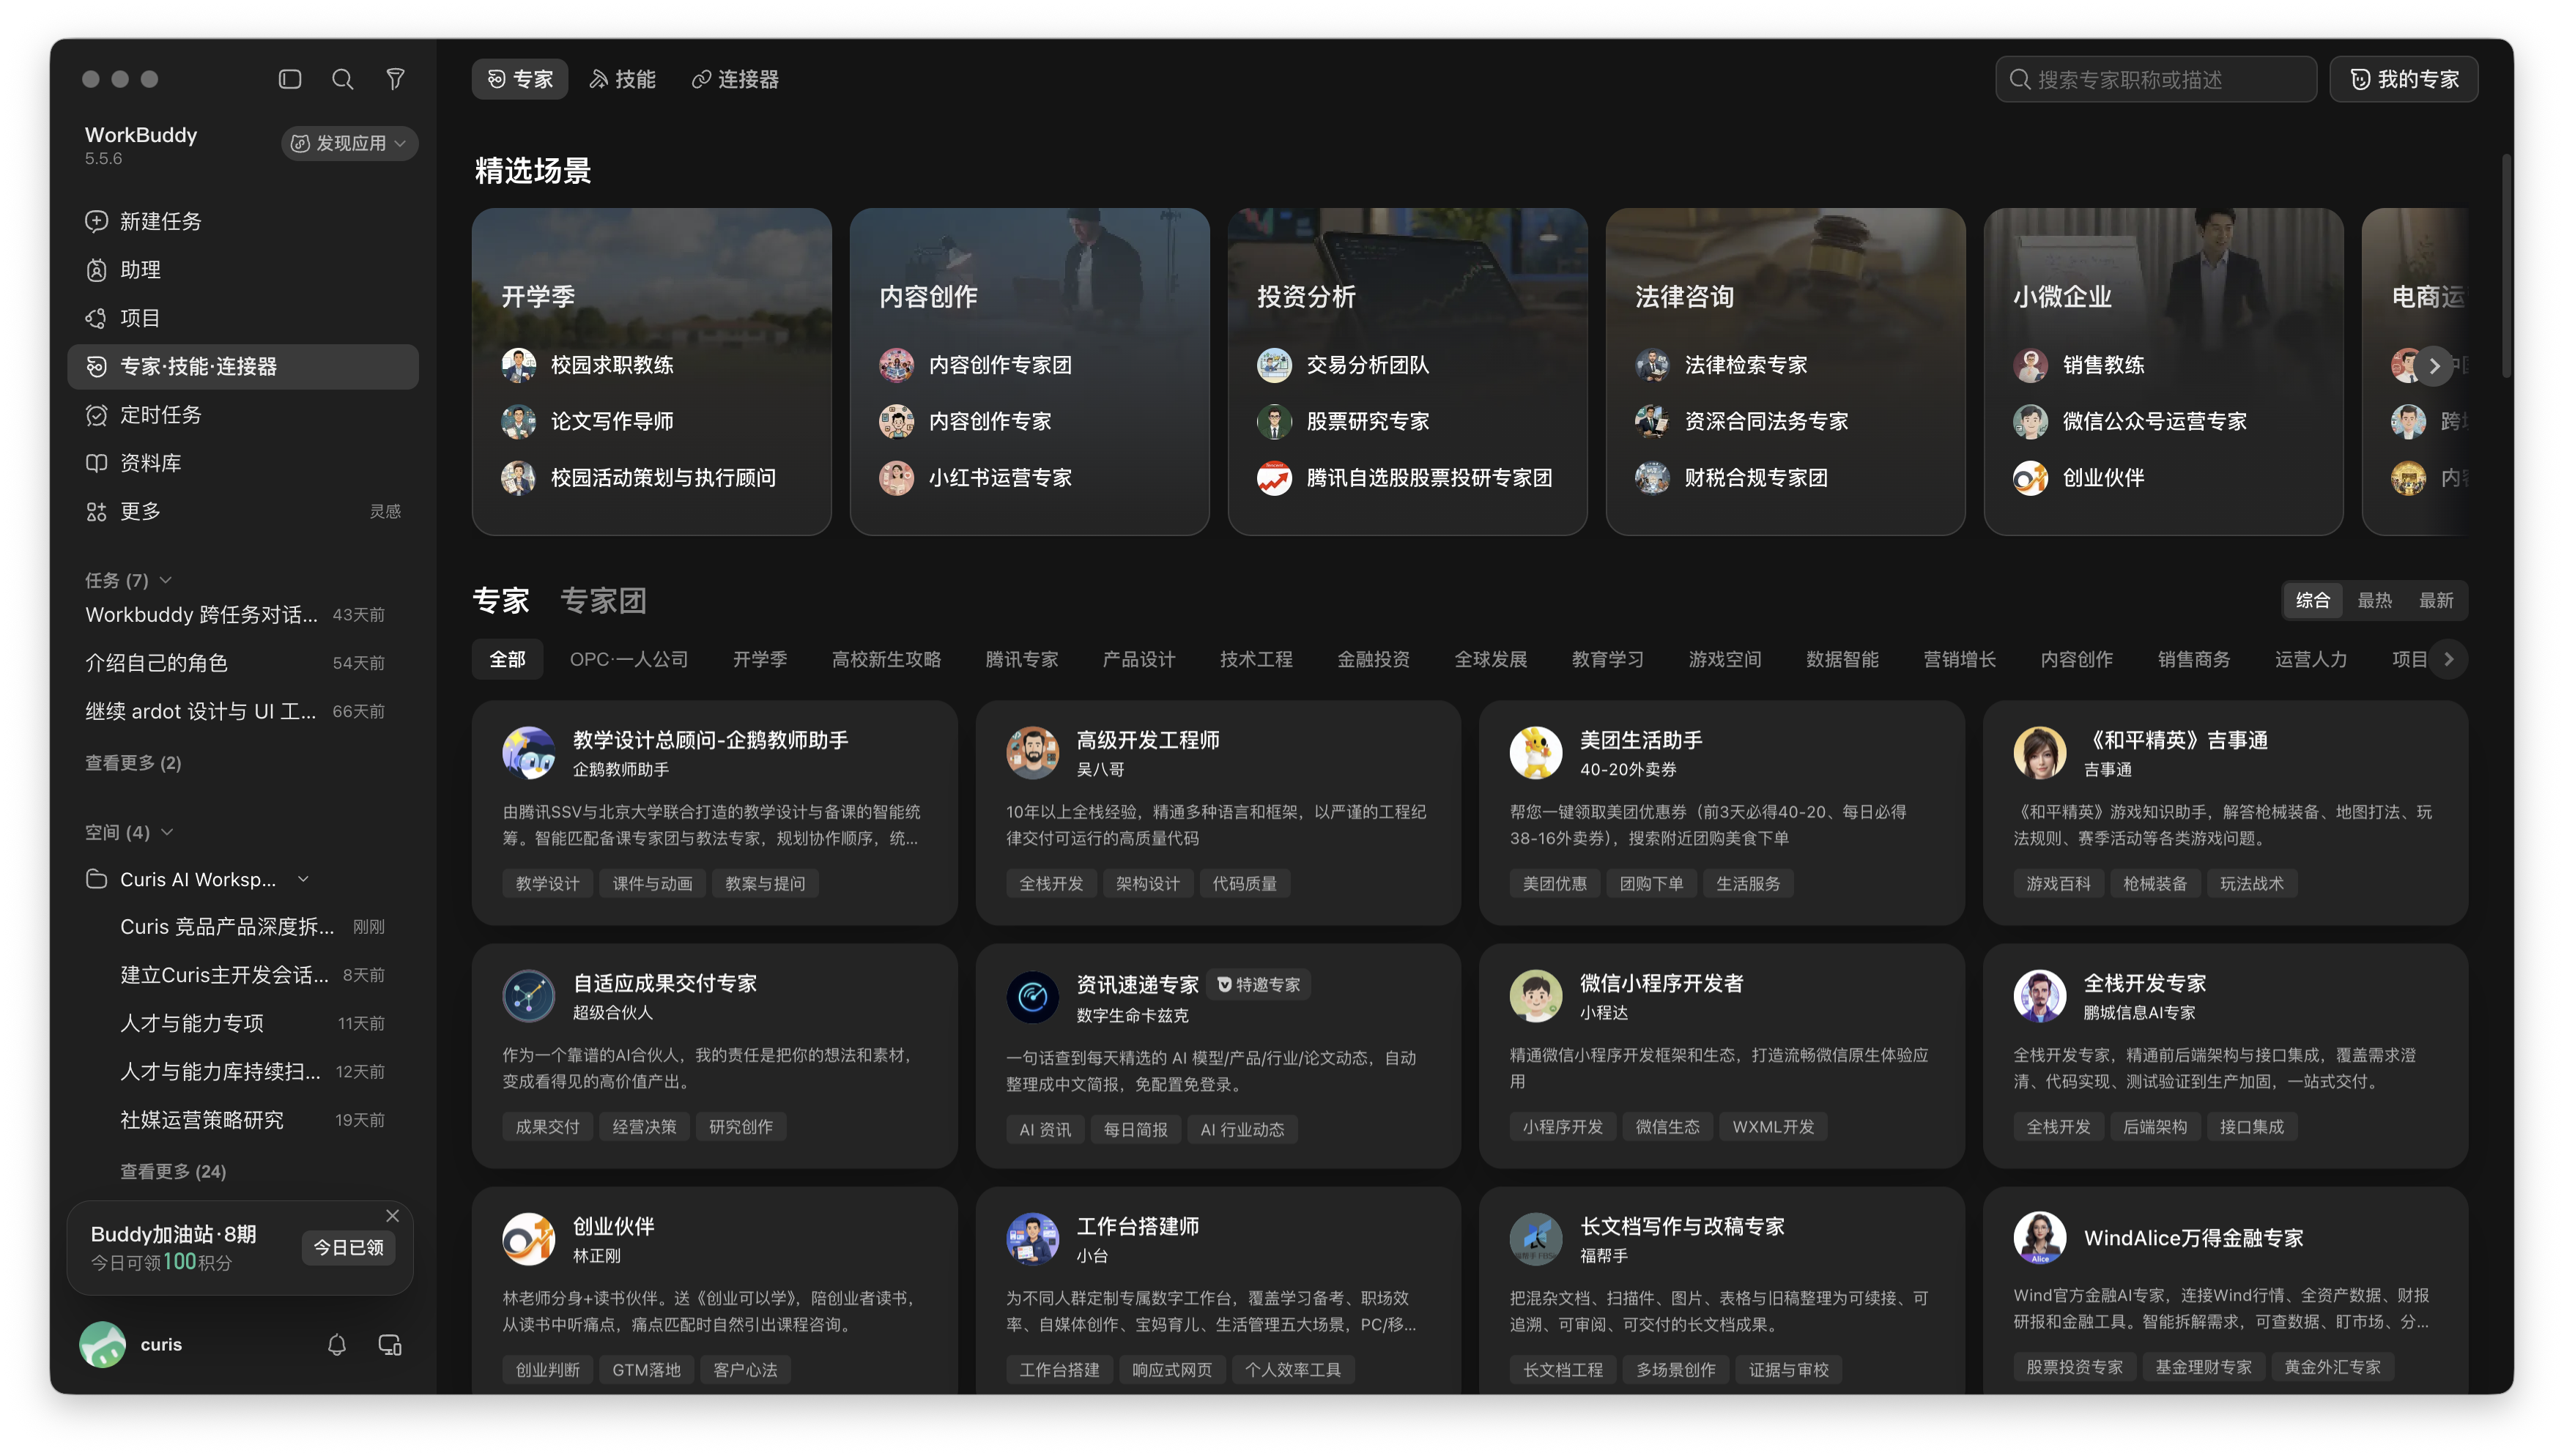 专家
技能
连接器
搜索专家职称或描述
我的专家
WorkBuddy
5.5.6
发现应用
新建任务
助理
项目
专家·技能·连接器
定时任务
资料库
更多
灵感
任务 (7)
Workbuddy 跨任务对话... 43天前
介绍自己的角色 54天前
继续 ardot 设计与 UI 工... 66天前
查看更多 (2)
空间 (4)
Curis AI Worksp...
Curis 竞品产品深度拆... 刚刚
建立Curis主开发会话... 8天前
人才与能力专项 11天前
人才与能力库持续扫... 12天前
社媒运营策略研究 19天前
查看更多 (24)
Buddy加油站·8期
今日可领100积分
今日已领
curis
精选场景
开学季
校园求职教练
论文写作导师
校园活动策划与执行顾问
内容创作
内容创作专家团
内容创作专家
小红书运营专家
投资分析
交易分析团队
股票研究专家
腾讯自选股股票投研专家团
法律咨询
法律检索专家
资深合同法务专家
财税合规专家团
小微企业
销售教练
微信公众号运营专家
创业伙伴
电商运
跨
内
专家
专家团
综合
最热
最新
全部
OPC·一人公司
开学季
高校新生攻略
腾讯专家
产品设计
技术工程
金融投资
全球发展
教育学习
游戏空间
数据智能
营销增长
内容创作
销售商务
运营人力
项目
教学设计总顾问-企鹅教师助手
企鹅教师助手
由腾讯SSV与北京大学联合打造的教学设计与备课的智能统
筹。智能匹配备课专家团与教法专家，规划协作顺序，统...
教学设计 课件与动画 教案与提问
高级开发工程师
吴八哥
10年以上全栈经验，精通多种语言和框架，以严谨的工程纪
律交付可运行的高质量代码
全栈开发 架构设计 代码质量
美团生活助手
40-20外卖券
帮您一键领取美团优惠券（前3天必得40-20、每日必得
38-16外卖券），搜索附近团购美食下单
美团优惠 团购下单 生活服务
《和平精英》吉事通
吉事通
《和平精英》游戏知识助手，解答枪械装备、地图打法、玩
法规则、赛季活动等各类游戏问题。
游戏百科 枪械装备 玩法战术
自适应成果交付专家
超级合伙人
作为一个靠谱的AI合伙人，我的责任是把你的想法和素材，
变成看得见的高价值产出。
成果交付 经营决策 研究创作
资讯速递专家 特邀专家
数字生命卡兹克
一句话查到每天精选的 AI 模型/产品/行业/论文动态，自动
整理成中文简报，免配置免登录。
AI 资讯 每日简报 AI 行业动态
微信小程序开发者
小程达
精通微信小程序开发框架和生态，打造流畅微信原生体验应
用
小程序开发 微信生态 WXML开发
全栈开发专家
鹏城信息AI专家
全栈开发专家，精通前后端架构与接口集成，覆盖需求澄
清、代码实现、测试验证到生产加固，一站式交付。
全栈开发 后端架构 接口集成
创业伙伴
林正刚
林老师分身+读书伙伴。送《创业可以学》，陪创业者读书，
从读书中听痛点，痛点匹配时自然引出课程咨询。
创业判断 GTM落地 客户心法
工作台搭建师
小台
为不同人群定制专属数字工作台，覆盖学习备考、职场效
率、自媒体创作、宝妈育儿、生活管理五大场景，PC/移...
工作台搭建 响应式网页 个人效率工具
长文档写作与改稿专家
福帮手
把混杂文档、扫描件、图片、表格与旧稿整理为可续接、可
追溯、可审阅、可交付的长文档成果。
长文档工程 多场景创作 证据与审校
Alice
WindAlice万得金融专家
Wind官方金融AI专家，连接Wind行情、全资产数据、财报
研报和金融工具。智能拆解需求，可查数据、盯市场、分...
股票投资专家 基金理财专家 黄金外汇专家